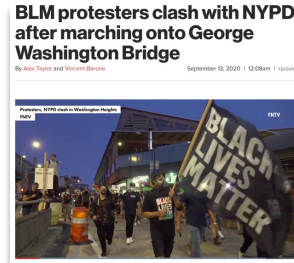 BLM protesters clash with NYPD
after marching onto George
Washington Bridge
By Alex Taylor and Vincent Barone
September 13, 2020 | 12:08am | Update
Protesters, NYPD clash in Washington Heights
FNTV
FNTV
BLACK
LIVES
MATTER